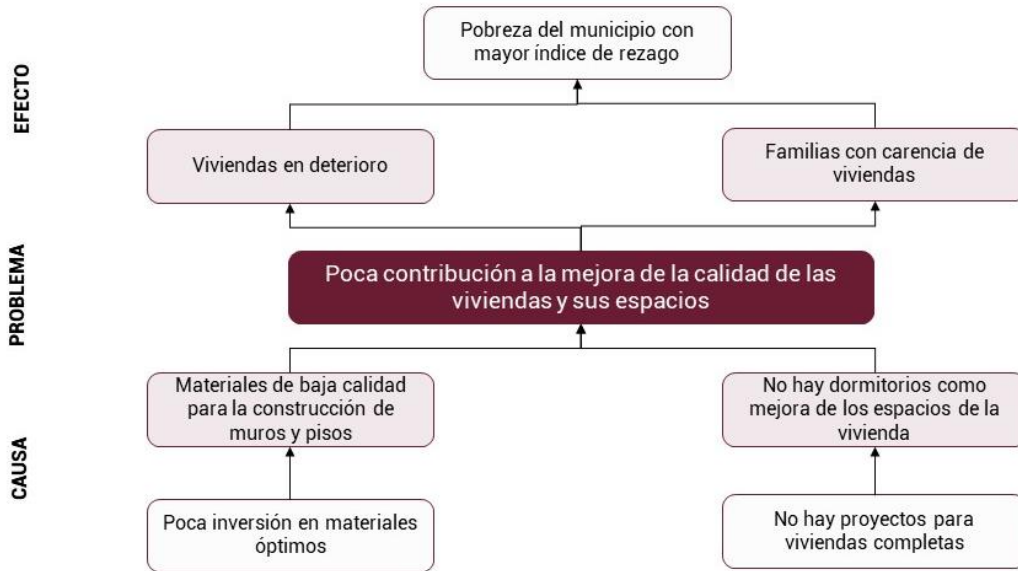 Pobreza del municipio con
mayor índice de rezago
EFECTO
Viviendas en deterioro
Familias con carencia de
viviendas
PROBLEMA
Poca contribución a la mejora de la calidad de las
viviendas y sus espacios
CAUSA
Materiales de baja calidad
para la construcción de
muros y pisos
No hay dormitorios como
mejora de los espacios de la
vivienda
Poca inversión en materiales
óptimos
No hay proyectos para
viviendas completas